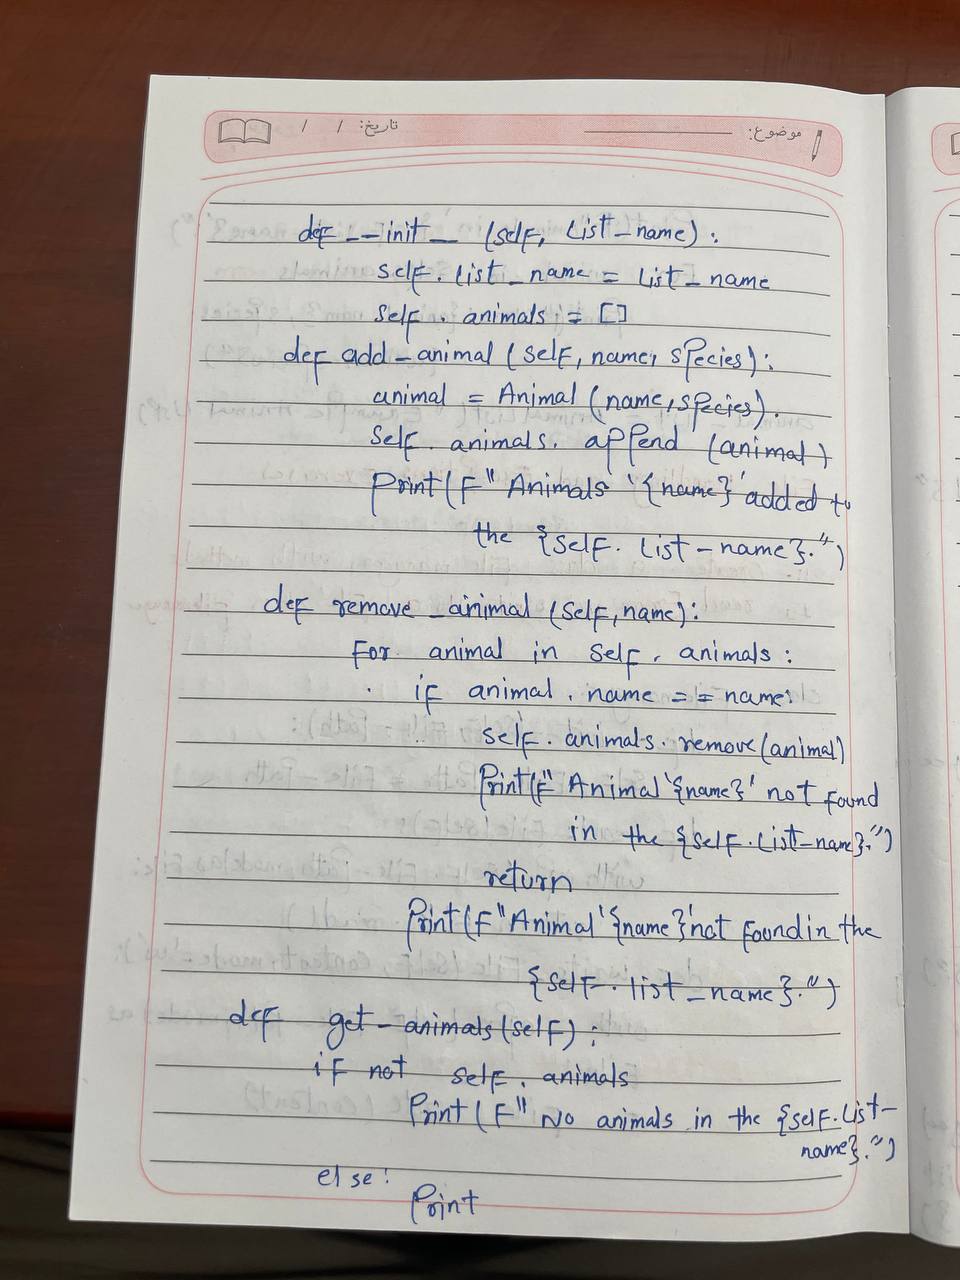 موضوع: تاریخ: / /
def __init__ (self, List_name):
self. List_name = List_name
self. animals = []
def add_animal (self, name, species):
animal = Animal (name, species).
self. animals. append (animal)
Print(F" Animals '{name}' added to
the {self. List_name}.")
def remove_animal (self, name):
For animal in self. animals:
if animal. name == name:
self. animals. remove(animal)
Print(F" Animal '{name}' not found
in the {self. List_name}.")
return
Print(F" Animal '{name}' not found in the
{self. list_name}.")
def get_animals (self):
if not self. animals
Print (F" No animals in the {self. List_
name}.")
else:
Print